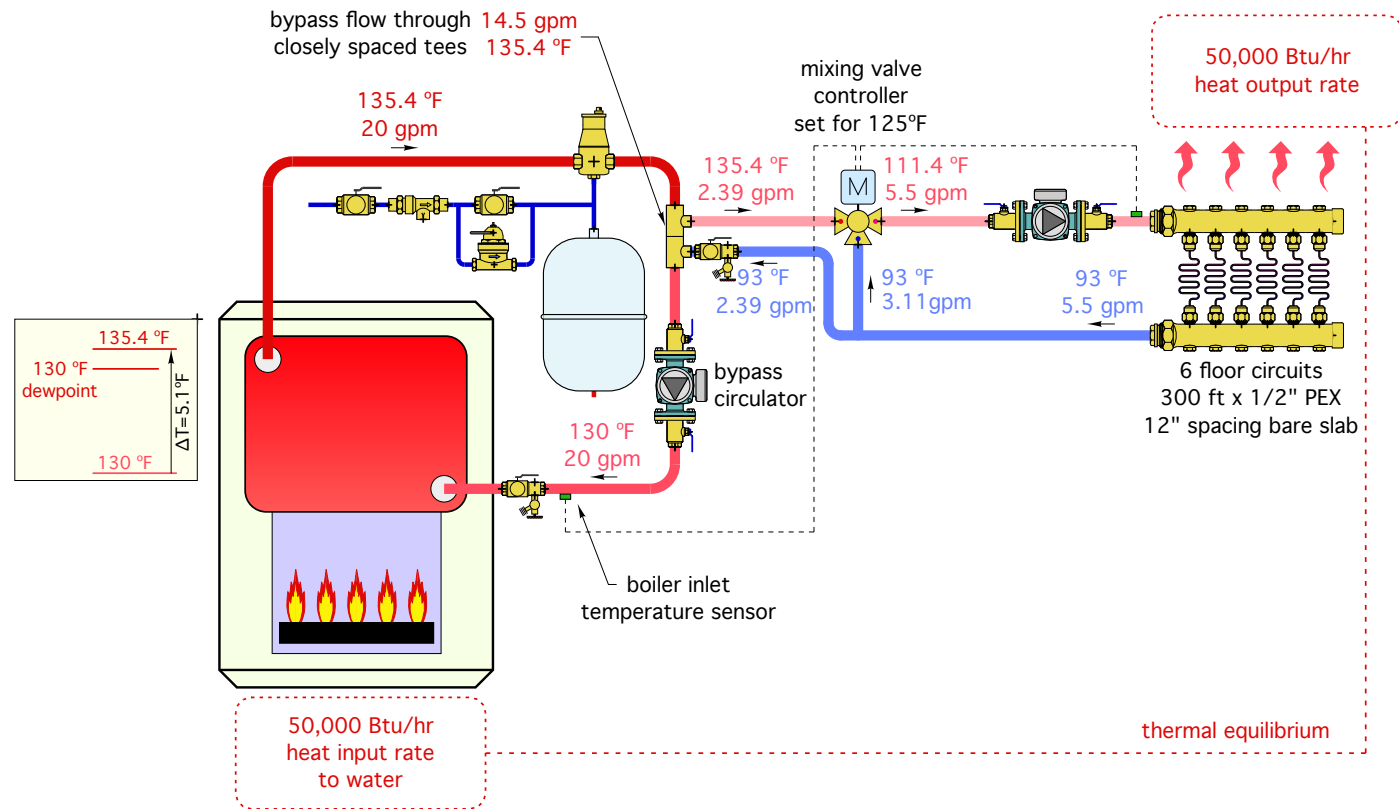 bypass flow through 14.5 gpm
closely spaced tees 135.4 ºF
50,000 Btu/hr
heat output rate
mixing valve
controller
set for 125ºF
135.4 ºF
20 gpm
135.4 ºF
2.39 gpm
M
111.4 ºF
5.5 gpm
93 ºF
2.39 gpm
93 ºF
3.11gpm
93 ºF
5.5 gpm
135.4 ºF
130 ºF
dewpoint
130 ºF
ΔT=5.1ºF
bypass
circulator
6 floor circuits
300 ft x 1/2" PEX
12" spacing bare slab
130 ºF
20 gpm
boiler inlet
temperature sensor
50,000 Btu/hr
heat input rate
to water
thermal equilibrium